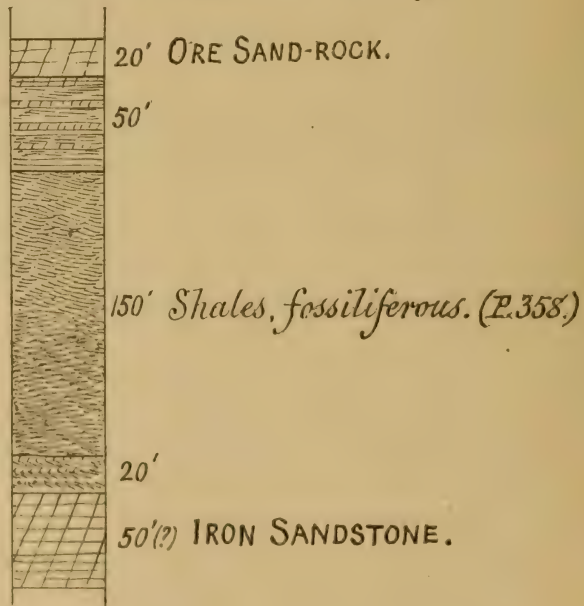 20' ORE SAND-ROCK.
50'
150' Shales, fossiliferous. (P.358.)
20'
50'(?) IRON SANDSTONE.